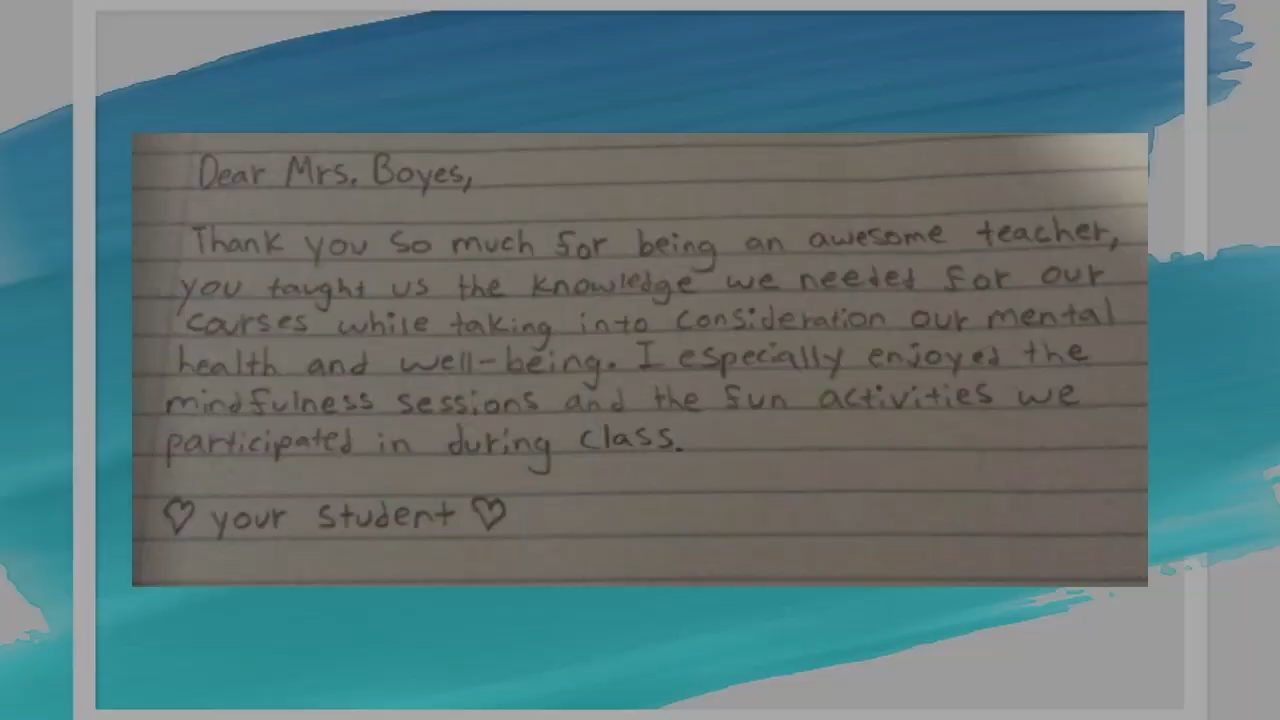 Dear Mrs. Boyes,
Thank you so much for being an awesome teacher,
you taught us the knowledge we needed for our
courses while taking into consideration our mental
health and well-being. I especially enjoyed the
mindfulness sessions and the fun activities we
participated in during class.
♡ your student ♡